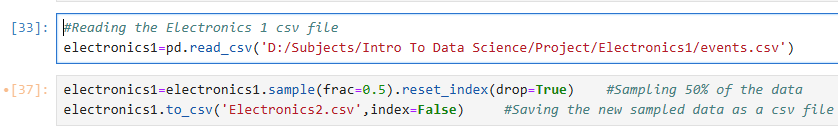 [33]: #Reading the Electronics 1 csv file
electronics1=pd.read_csv('D:/Subjects/Intro To Data Science/Project/Electronics1/events.csv')
[37]: electronics1=electronics1.sample(frac=0.5).reset_index(drop=True) #Sampling 50% of the data
electronics1.to_csv('Electronics2.csv',index=False) #Saving the new sampled data as a csv file